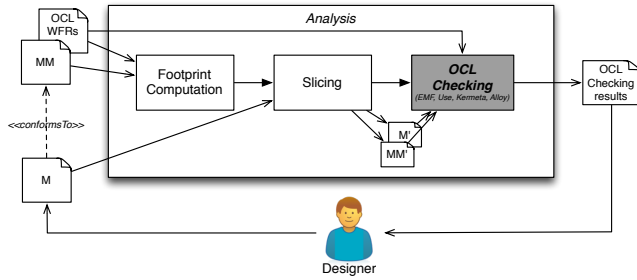 Analysis
OCL
WFRs
MM
Footprint
Computation
Slicing
OCL
Checking
(EMF, Use, Kermeta, Alloy)
OCL
Checking
results
<<conformsTo>>
M'
MM'
M
Designer